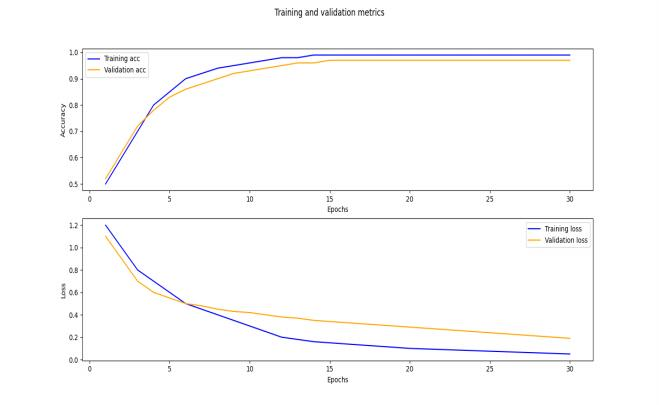 Training and validation metrics
1.0
0.9
0.8
0.7
0.6
0.5
Accuracy
Training acc
Validation acc
0 5 10 15 20 25 30
Epochs
1.2
1.0
0.8
0.6
0.4
0.2
0.0
Loss
Training loss
Validation loss
0 5 10 15 20 25 30
Epochs